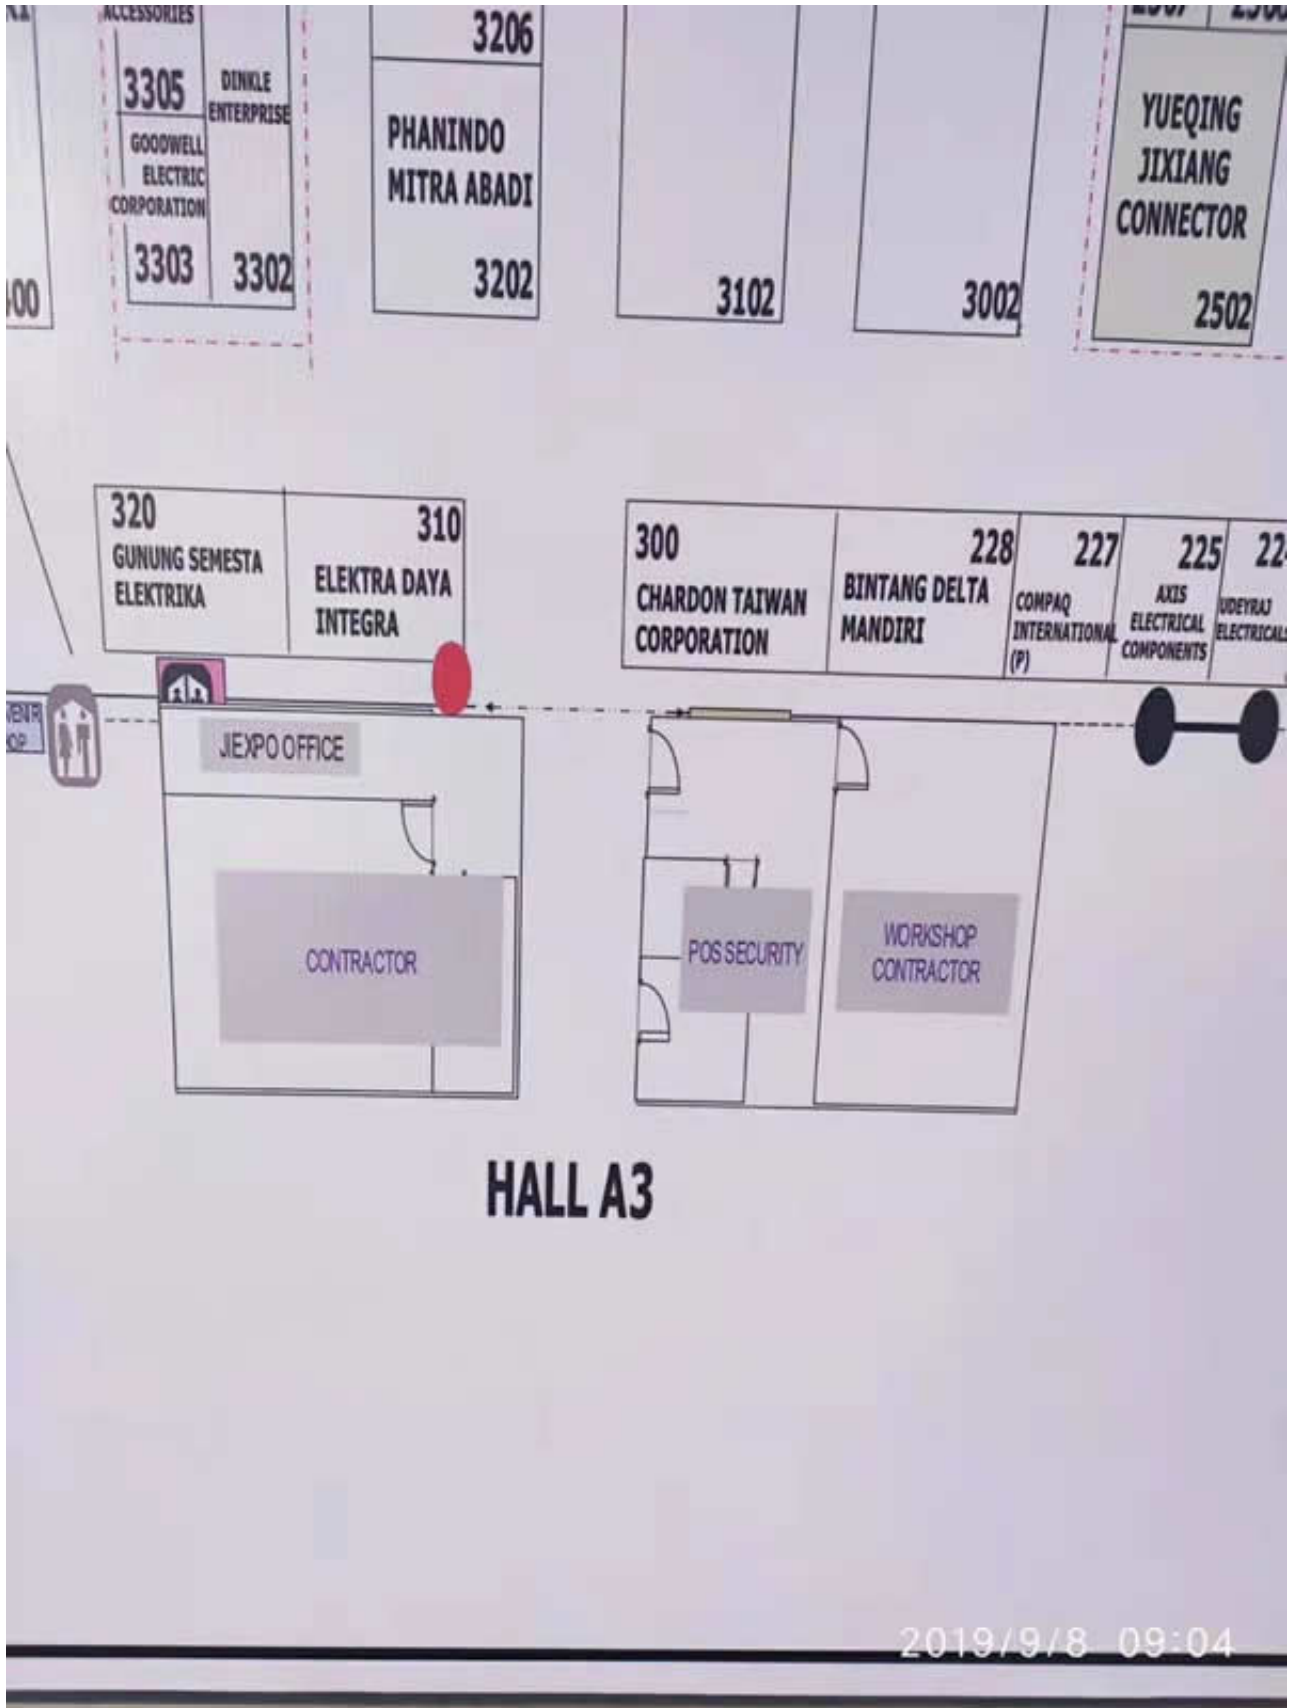 ACCESSORIES
3305
DINKLE
ENTERPRISE
GOODWELL
ELECTRIC
CORPORATION
3303
3302
3206
PHANINDO
MITRA ABADI
3202
3102
3002
YUEQING
JIXIANG
CONNECTOR
2502
320
GUNUNG SEMESTA
ELEKTRIKA
310
ELEKTRA DAYA
INTEGRA
300
CHARDON TAIWAN
CORPORATION
228
BINTANG DELTA
MANDIRI
227
COMPAQ
INTERNATIONAL
(P)
225
AXIS
ELECTRICAL
COMPONENTS
UDEYRAJ
ELECTRICALS
JIEXPO OFFICE
CONTRACTOR
POS SECURITY
WORKSHOP
CONTRACTOR
HALL A3
2019/9/8 09:04